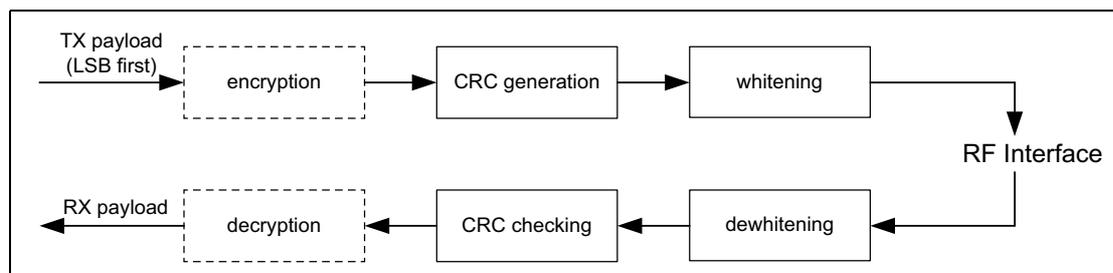 TX payload
(LSB first)
encryption
CRC generation
whitening
RF Interface
RX payload
decryption
CRC checking
dewhitening